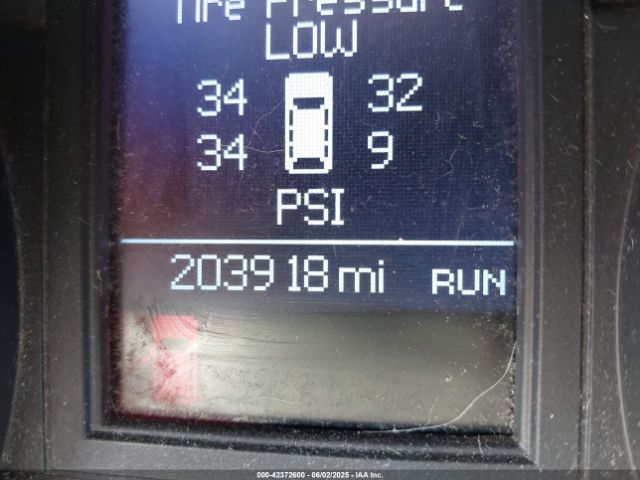 Tire Pressure
LOW
34 32
34 9
PSI
203918 mi RUN
000-42372600 - 06/02/2025 - IAA Inc.